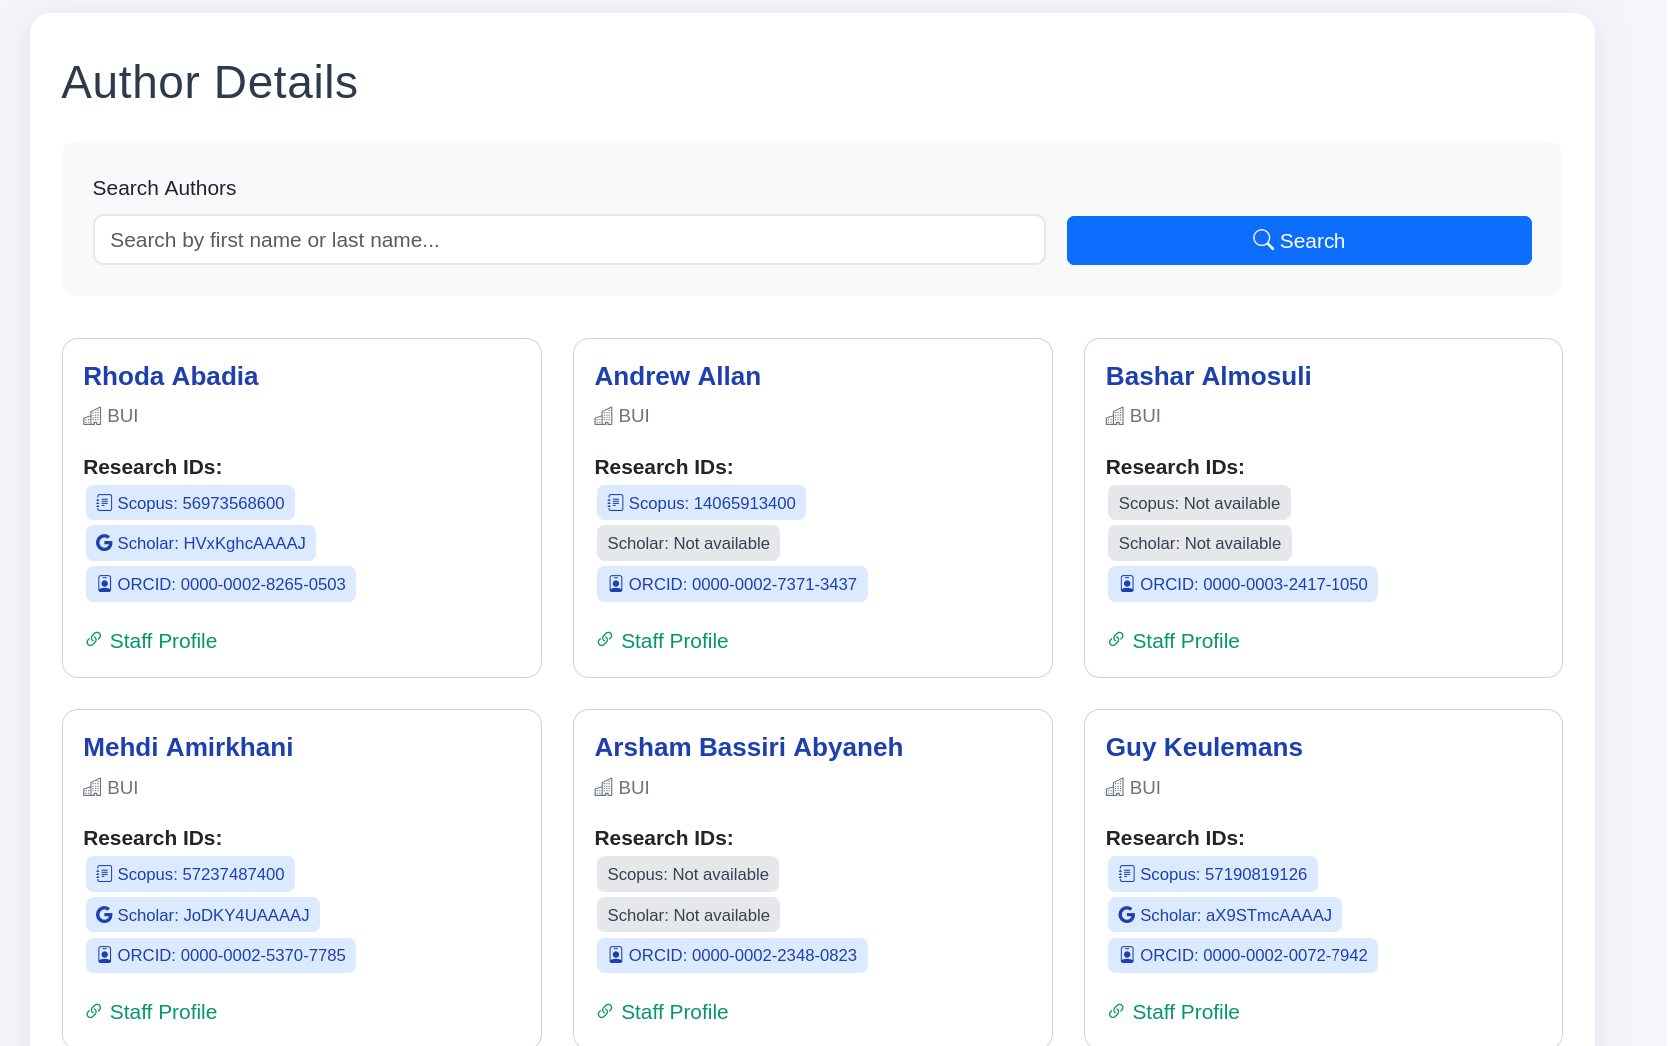 Author Details
Search Authors
Search by first name or last name...
Search
Rhoda Abadia
BUI
Research IDs:
Scopus: 56973568600
Scholar: HVxKghcAAAAJ
ORCID: 0000-0002-8265-0503
Staff Profile
Andrew Allan
BUI
Research IDs:
Scopus: 14065913400
Scholar: Not available
ORCID: 0000-0002-7371-3437
Staff Profile
Bashar Almosuli
BUI
Research IDs:
Scopus: Not available
Scholar: Not available
ORCID: 0000-0003-2417-1050
Staff Profile
Mehdi Amirkhani
BUI
Research IDs:
Scopus: 57237487400
Scholar: JoDKY4UAAAAJ
ORCID: 0000-0002-5370-7785
Staff Profile
Arsham Bassiri Abyaneh
BUI
Research IDs:
Scopus: Not available
Scholar: Not available
ORCID: 0000-0002-2348-0823
Staff Profile
Guy Keulemans
BUI
Research IDs:
Scopus: 57190819126
Scholar: aX9STmcAAAAJ
ORCID: 0000-0002-0072-7942
Staff Profile